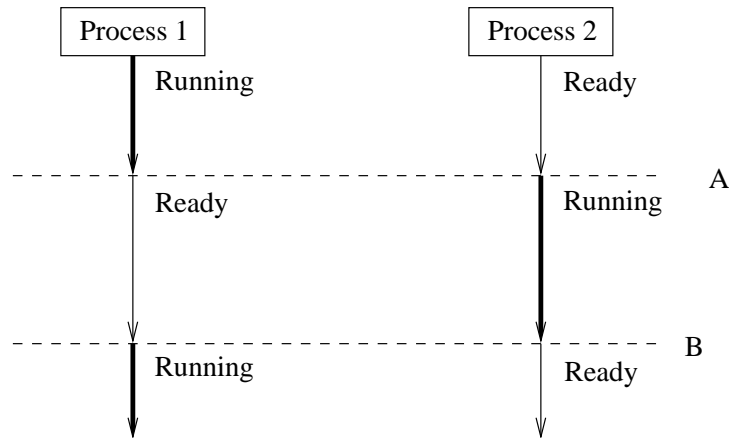 Process 1
Process 2
Running
Ready
A
Ready
Running
B
Running
Ready